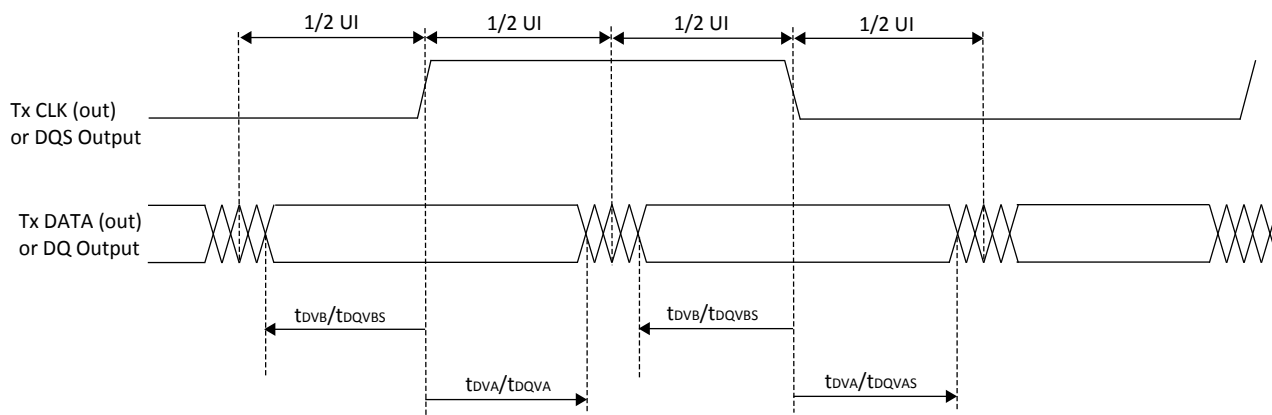 1/2 UI
1/2 UI
1/2 UI
1/2 UI
Tx CLK (out)
or DQS Output
Tx DATA (out)
or DQ Output
tDVB/tDQVBS
tDVB/tDQVBS
tDVA/tDQVA
tDVA/tDQVAS